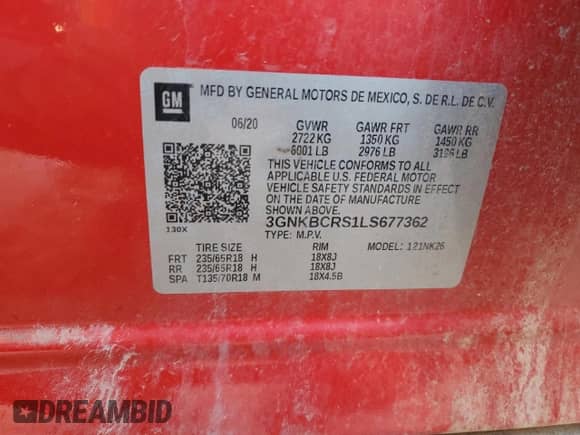 GM
MFD BY GENERAL MOTORS DE MEXICO, S. DE R.L. DE C.V.
06/20 GVWR GAWR FRT GAWR RR
2722 KG 1350 KG 1450 KG
6001 LB 2976 LB 3196 LB
THIS VEHICLE CONFORMS TO ALL
APPLICABLE U.S. FEDERAL MOTOR
VEHICLE SAFETY STANDARDS IN EFFECT
ON THE DATE OF MANUFACTURE
SHOWN ABOVE.
130X
3GNKBCRS1LS677362
TYPE: M.P.V. MODEL: 121NK26
TIRE SIZE RIM
FRT 235/65R18 H 18X8J
RR 235/65R18 H 18X8J
SPA T135/70R18 M 18X4.5B
DREAMBID